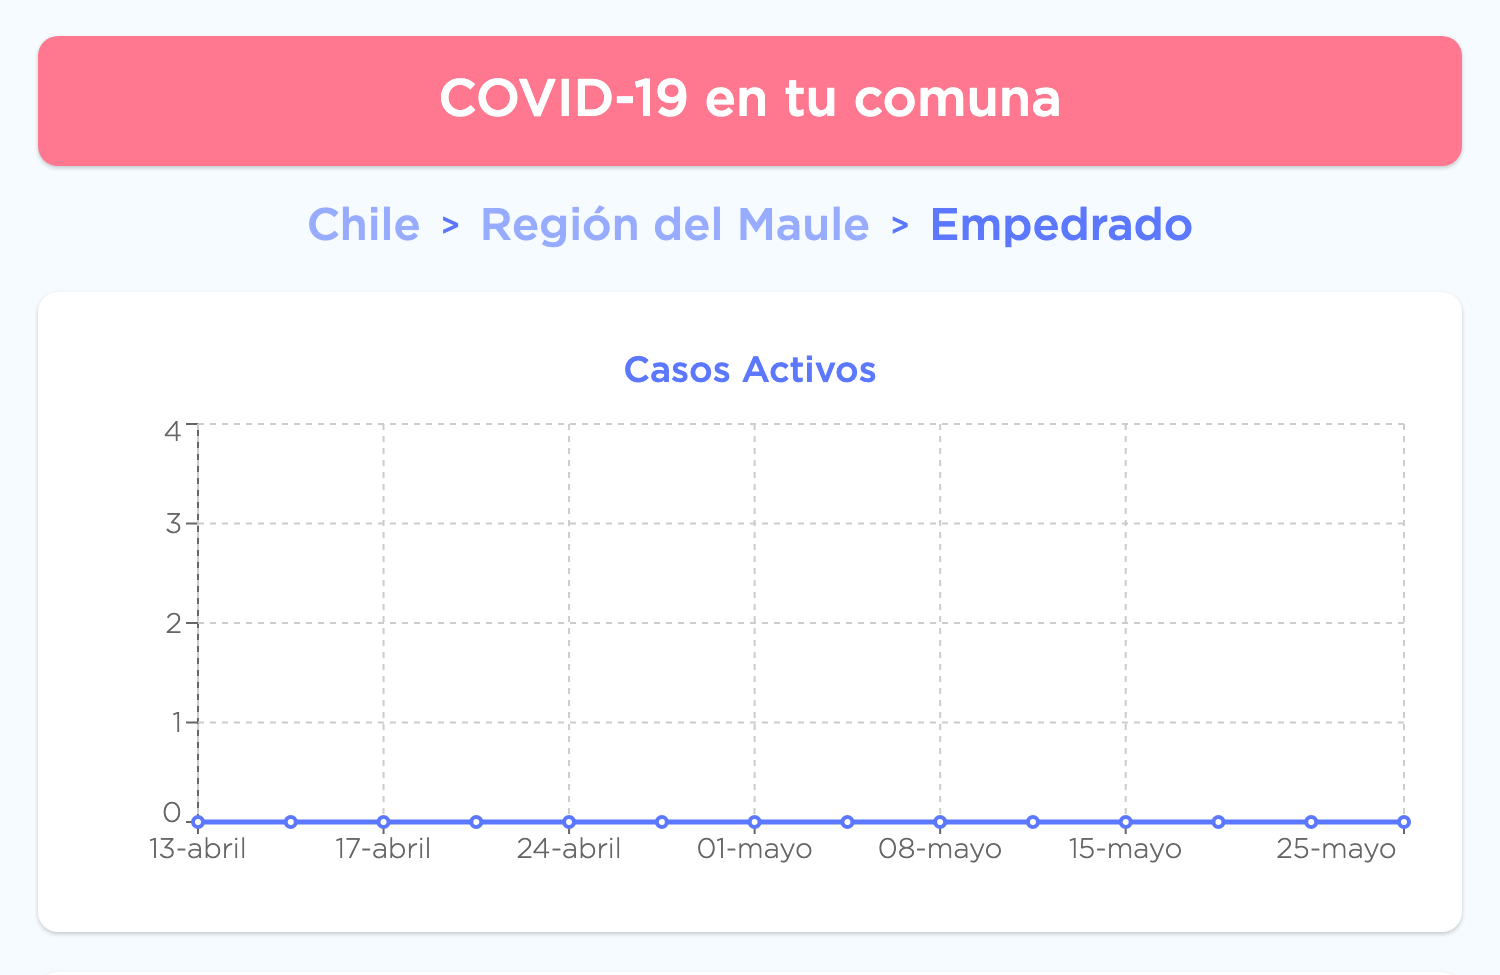 COVID-19 en tu comuna
Chile > Región del Maule > Empedrado
Casos Activos
4
3
2
1
0
13-abril 17-abril 24-abril 01-mayo 08-mayo 15-mayo 25-mayo